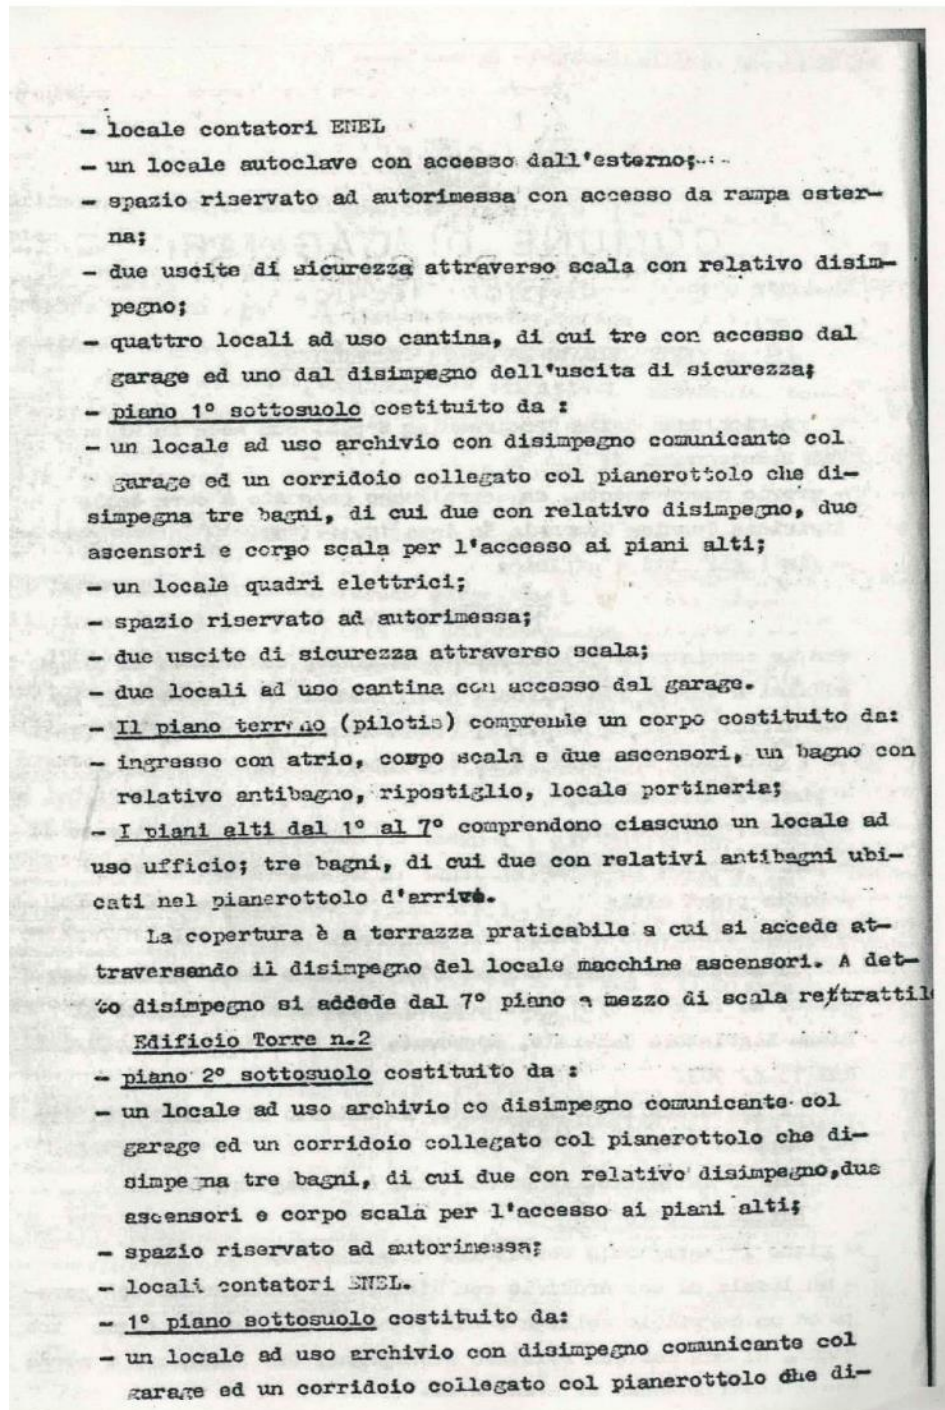 - locale contatori ENEL
- un locale autoclave con accesso dall'esterno;
- spazio riservato ad autorimessa con accesso da rampa ester-
na;
- due uscite di sicurezza attraverso scala con relativo disim-
pegno;
- quattro locali ad uso cantina, di cui tre con accesso dal
garage ed uno dal disimpegno dell'uscita di sicurezza;
- piano 1° sottosuolo costituito da :
- un locale ad uso archivio con disimpegno comunicante col
garage ed un corridoio collegato col pianerottolo che di-
simpegna tre bagni, di cui due con relativo disimpegno, due
ascensori e corpo scala per l'accesso ai piani alti;
- un locale quadri elettrici;
- spazio riservato ad autorimessa;
- due uscite di sicurezza attraverso scala;
- due locali ad uso cantina con accesso dal garage.
- Il piano terreno (pilotis) comprende un corpo costituito da:
- ingresso con atrio, corpo scala e due ascensori, un bagno con
relativo antibagno, ripostiglio, locale portineria;
- I piani alti dal 1° al 7° comprendono ciascuno un locale ad
uso ufficio; tre bagni, di cui due con relativi antibagni ubi-
cati nel pianerottolo d'arrivo.
La copertura è a terrazza praticabile a cui si accede at-
traversando il disimpegno del locale macchine ascensori. A det-
to disimpegno si addede dal 7° piano a mezzo di scala rettrattil
Edificio Torre n.2
- piano 2° sottosuolo costituito da :
- un locale ad uso archivio co disimpegno comunicante col
garage ed un corridoio collegato col pianerottolo che di-
simpegna tre bagni, di cui due con relativo disimpegno,due
ascensori e corpo scala per l'accesso ai piani alti;
- spazio riservato ad autorimessa;
- locali contatori ENEL.
- 1° piano sottosuolo costituito da:
- un locale ad uso archivio con disimpegno comunicante col
garage ed un corridoio collegato col pianerottolo che di-